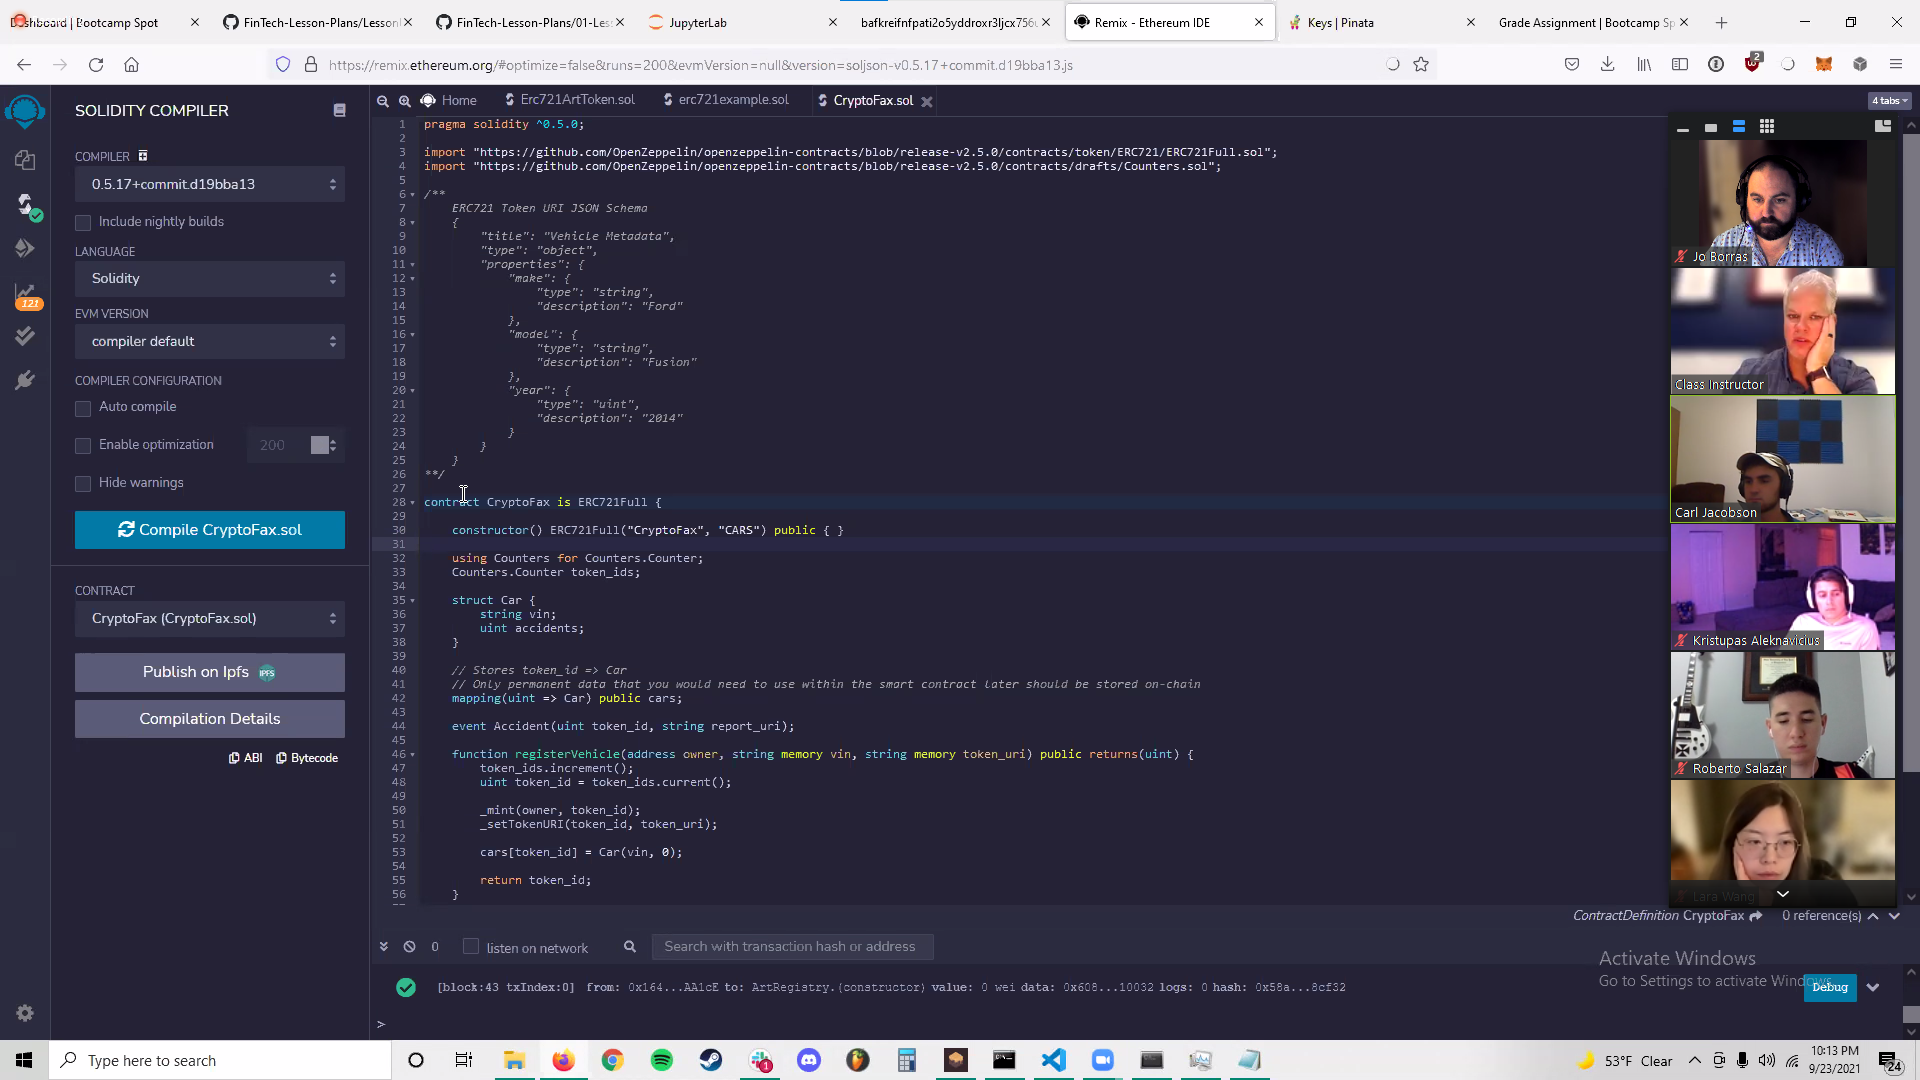 Dashboard | Bootcamp Spot
FinTech-Lesson-Plans/Lesson
FinTech-Lesson-Plans/01-Les
JupyterLab
bafkreifnfpati2o5yddroxr3ljcx756u
Remix - Ethereum IDE
Keys | Pinata
Grade Assignment | Bootcamp Sp
https://remix.ethereum.org/#optimize=false&runs=200&evmVersion=null&version=soljson-v0.5.17+commit.d19bba13.js
2
SOLIDITY COMPILER
COMPILER
0.5.17+commit.d19bba13
Include nightly builds
LANGUAGE
Solidity
EVM VERSION
compiler default
COMPILER CONFIGURATION
Auto compile
Enable optimization
200
Hide warnings
Compile CryptoFax.sol
CONTRACT
CryptoFax (CryptoFax.sol)
Publish on Ipfs
IPFS
Compilation Details
ABI
Bytecode
121
Home
Erc721ArtToken.sol
erc721example.sol
CryptoFax.sol
4 tabs
1 pragma solidity ^0.5.0;
2
3 import "https://github.com/OpenZeppelin/openzeppelin-contracts/blob/release-v2.5.0/contracts/token/ERC721/ERC721Full.sol";
4 import "https://github.com/OpenZeppelin/openzeppelin-contracts/blob/release-v2.5.0/contracts/drafts/Counters.sol";
5
6 /**
7 ERC721 Token URI JSON Schema
8 {
9 "title": "Vehicle Metadata",
10 "type": "object",
11 "properties": {
12 "make": {
13 "type": "string",
14 "description": "Ford"
15 },
16 "model": {
17 "type": "string",
18 "description": "Fusion"
19 },
20 "year": {
21 "type": "uint",
22 "description": "2014"
23 }
24 }
25 }
26 **/
27
28 contract CryptoFax is ERC721Full {
29
30 constructor() ERC721Full("CryptoFax", "CARS") public { }
31
32 using Counters for Counters.Counter;
33 Counters.Counter token_ids;
34
35 struct Car {
36 string vin;
37 uint accidents;
38 }
39
40 // Stores token_id => Car
41 // Only permanent data that you would need to use within the smart contract later should be stored on-chain
42 mapping(uint => Car) public cars;
43
44 event Accident(uint token_id, string report_uri);
45
46 function registerVehicle(address owner, string memory vin, string memory token_uri) public returns(uint) {
47 token_ids.increment();
48 uint token_id = token_ids.current();
49
50 _mint(owner, token_id);
51 _setTokenURI(token_id, token_uri);
52
53 cars[token_id] = Car(vin, 0);
54
55 return token_id;
56 }
Jo Borras
Class Instructor
Carl Jacobson
Kristupas Aleknavicius
Roberto Salazar
Lara Wang
ContractDefinition CryptoFax
0 reference(s)
0
listen on network
Search with transaction hash or address
Activate Windows
Go to Settings to activate Windows.
[block:43 txIndex:0] from: 0x164...AA1cE to: ArtRegistry.(constructor) value: 0 wei data: 0x608...10032 logs: 0 hash: 0x58a...8cf32
Debug
>
Type here to search
1
53°F Clear
10:13 PM
9/23/2021
24